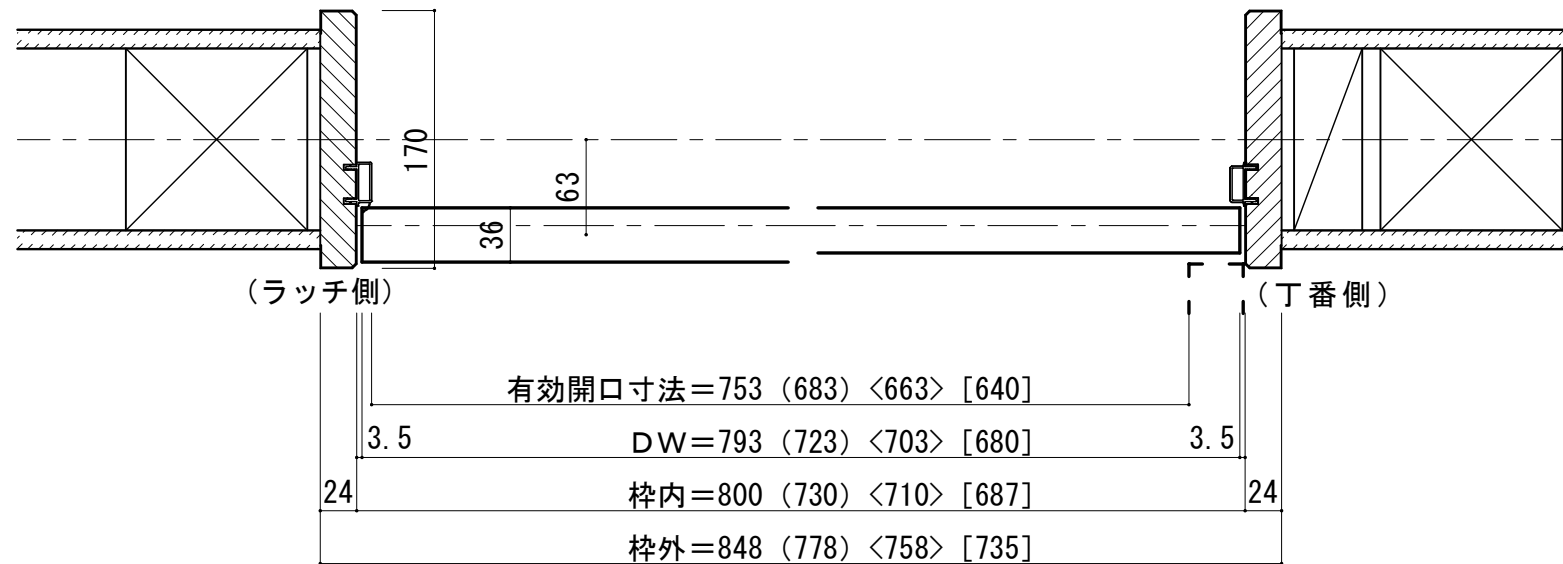 170
63
36
(ラッチ側)
(丁番側)
有効開口寸法=753 (683) <663> [640]
3.5
DW=793 (723) <703> [680]
3.5
24
枠内=800 (730) <710> [687]
24
枠外=848 (778) <758> [735]